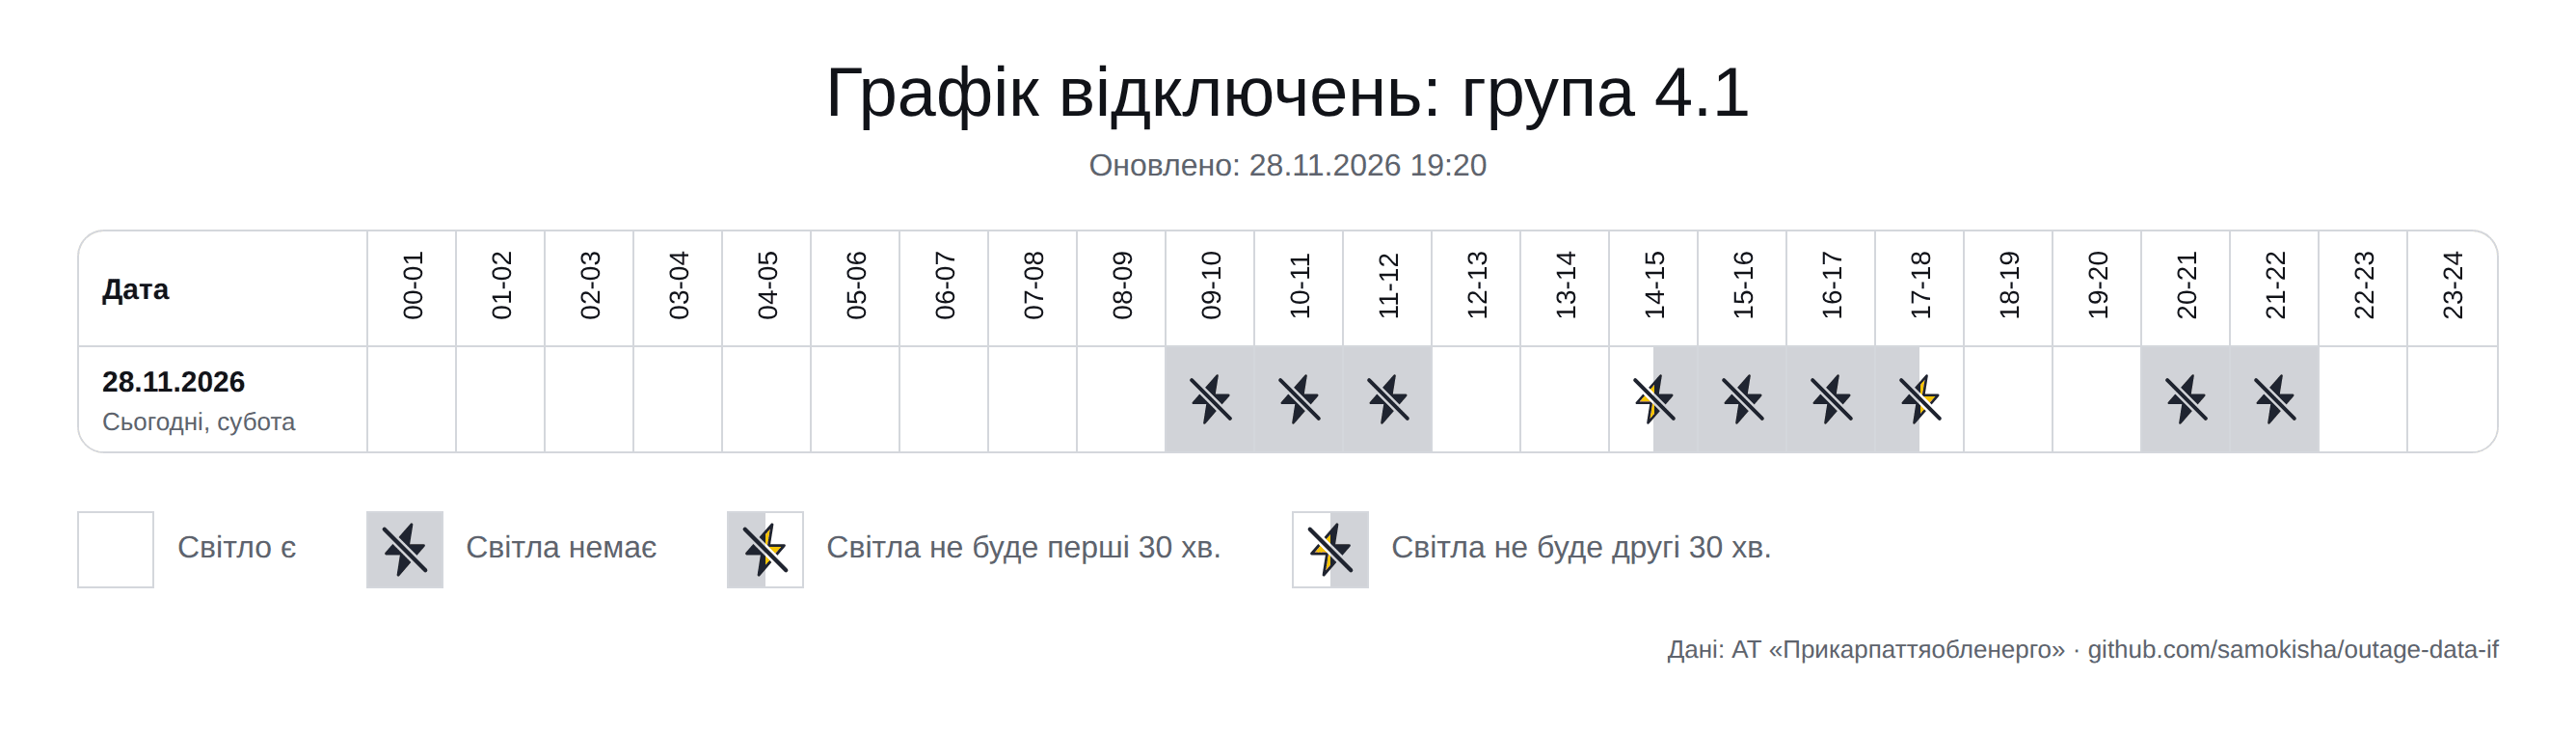 Графік відключень: група 4.1
Оновлено: 28.11.2026 19:20
Дата 00-01 01-02 02-03 03-04 04-05 05-06 06-07 07-08 08-09 09-10 10-11 11-12 12-13 13-14 14-15 15-16 16-17 17-18 18-19 19-20 20-21 21-22 22-23 23-24
28.11.2026
Сьогодні, субота
Світло є Світла немає Світла не буде перші 30 хв. Світла не буде другі 30 хв.
Дані: АТ «Прикарпаттяобленерго» · github.com/samokisha/outage-data-if